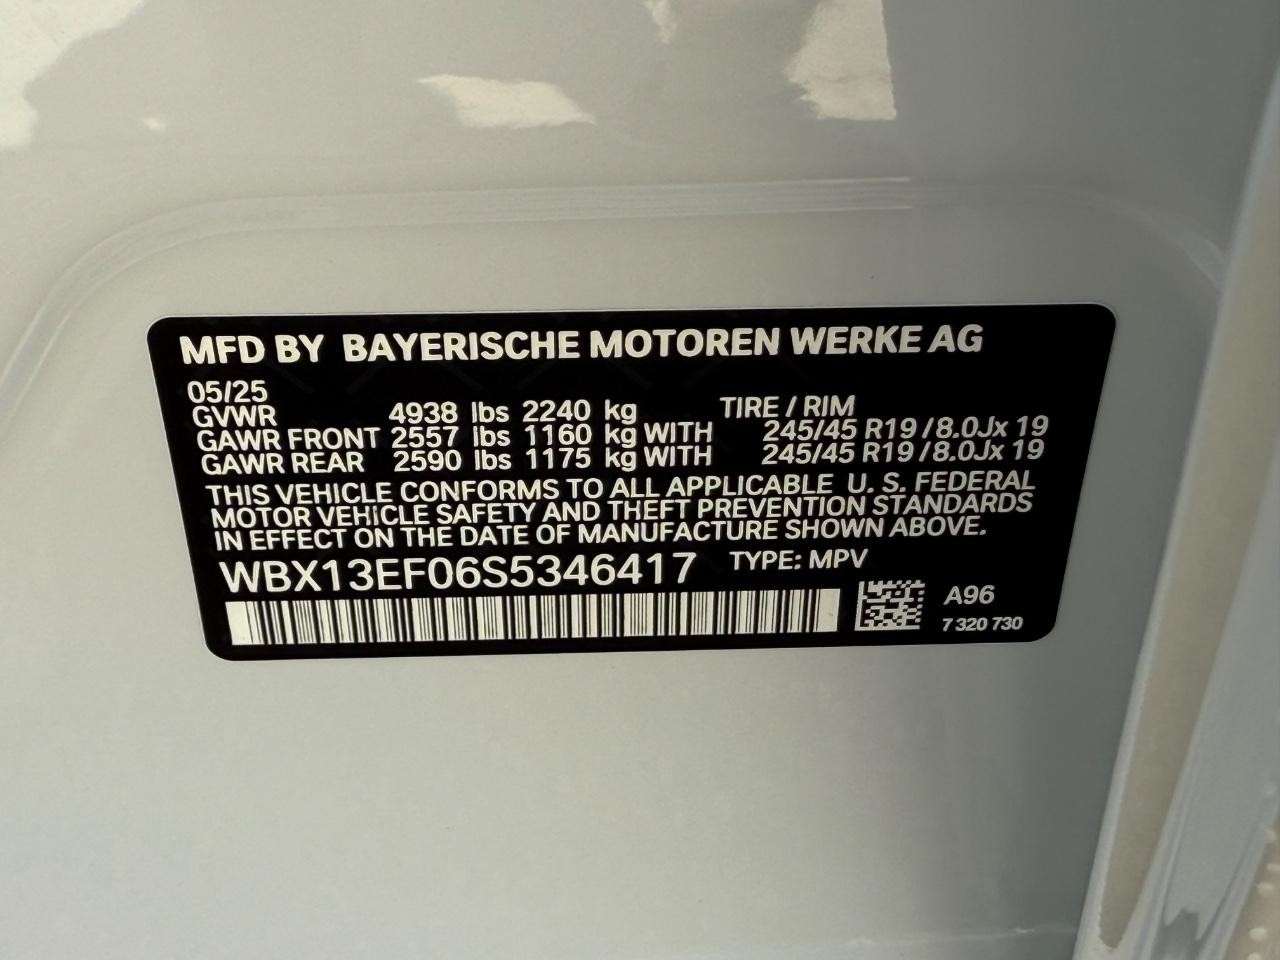 MFD BY BAYERISCHE MOTOREN WERKE AG
05/25
GVWR 4938 lbs 2240 kg TIRE / RIM
GAWR FRONT 2557 lbs 1160 kg WITH 245/45 R19 /8.0Jx 19
GAWR REAR 2590 lbs 1175 kg WITH 245/45 R19 /8.0Jx 19
THIS VEHICLE CONFORMS TO ALL APPLICABLE U. S. FEDERAL
MOTOR VEHICLE SAFETY AND THEFT PREVENTION STANDARDS
IN EFFECT ON THE DATE OF MANUFACTURE SHOWN ABOVE.
WBX13EF06S5346417 TYPE: MPV
A96
7 320 730